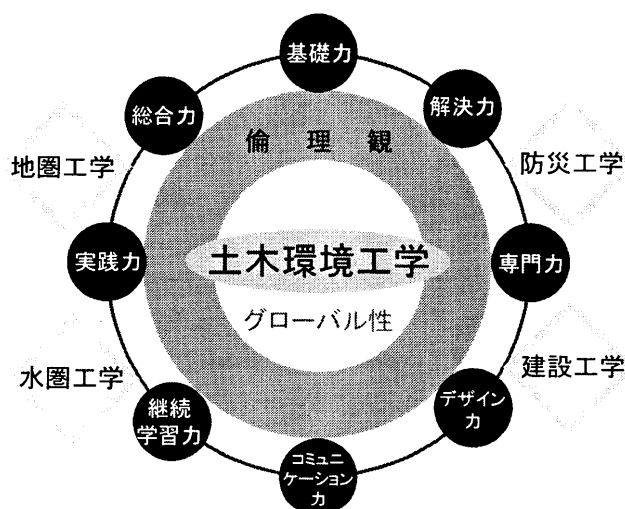 基礎力
総合力
解決力
倫理観
地圏工学
防災工学
実践力
土木環境工学
専門力
グローバル性
水圏工学
建設工学
継続
学習力
デザイン
力
コミュニ
ケーション
力